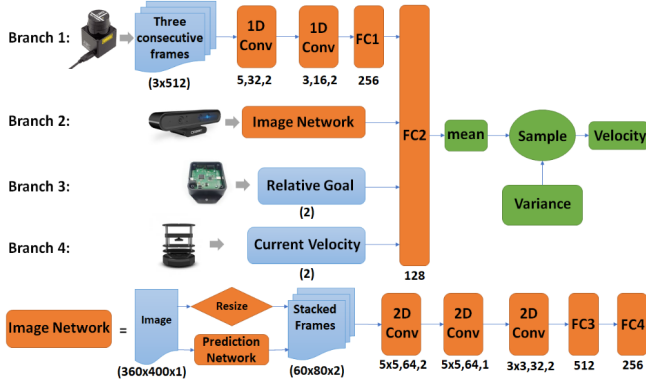 Branch 1:
Three
consecutive
frames
(3x512)
1D
Conv
5,32,2
1D
Conv
3,16,2
FC1
256
Branch 2:
Image Network
FC2
128
mean
Sample
Velocity
Variance
Branch 3:
Relative Goal
(2)
Branch 4:
Current Velocity
(2)
Image Network
=
Image
(360x400x1)
Resize
Prediction
Network
Stacked
Frames
(60x80x2)
2D
Conv
5x5,64,2
2D
Conv
5x5,64,1
2D
Conv
3x3,32,2
FC3
512
FC4
256